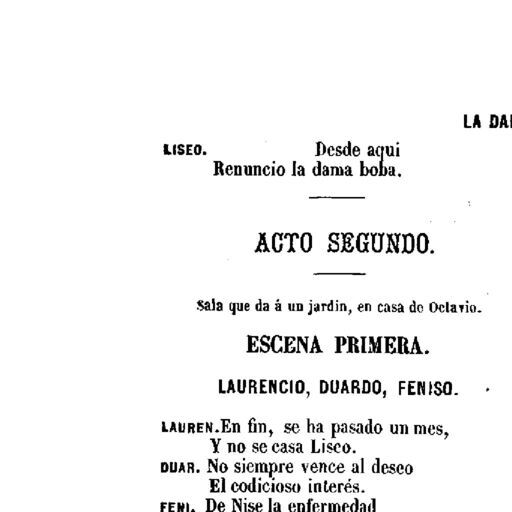 LA DA
LISEO. Desde aqui
Renuncio la dama boba.
ACTO SEGUNDO.
Sala que da á un jardin, en casa de Octavio.
ESCENA PRIMERA.
LAURENCIO, DUARDO, FENISO.
LAUREN. En fin, se ha pasado un mes,
Y no se casa Liseo.
DUAR. No siempre vence al deseo
El codicioso interés.
FENI. De Nise la enfermedad